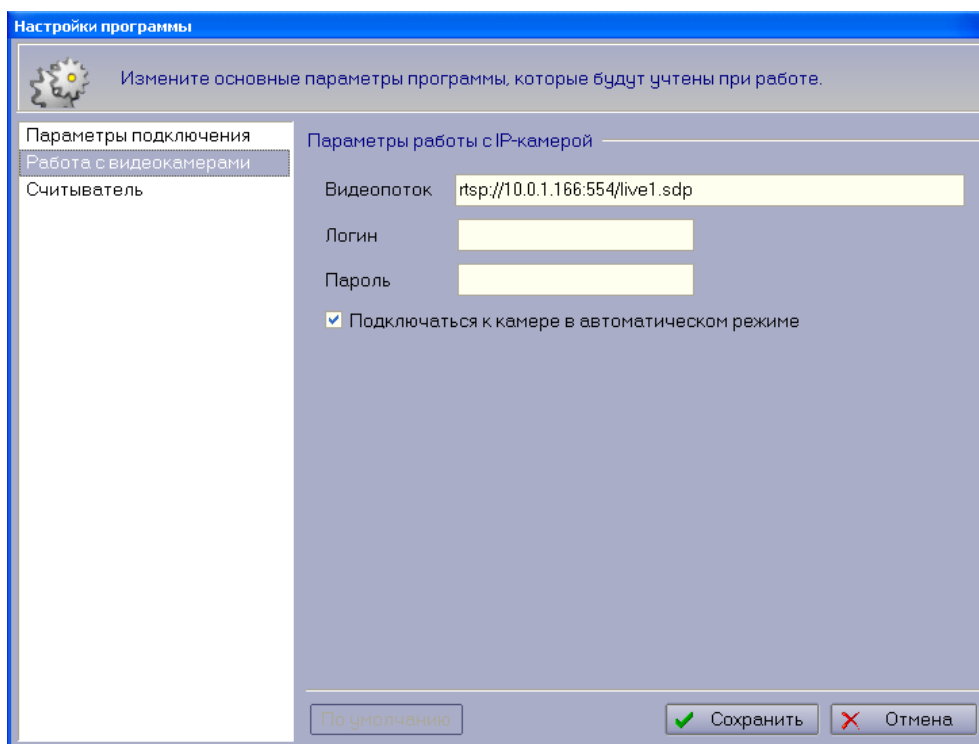 Настройки программы
Измените основные параметры программы, которые будут учтены при работе.
Параметры подключения
Работа с видеокамерами
Считыватель
Параметры работы с IP-камерой
Видеопоток rtsp://10.0.1.166:554/live1.sdp
Логин
Пароль
Подключаться к камере в автоматическом режиме
По умолчанию Сохранить Отмена